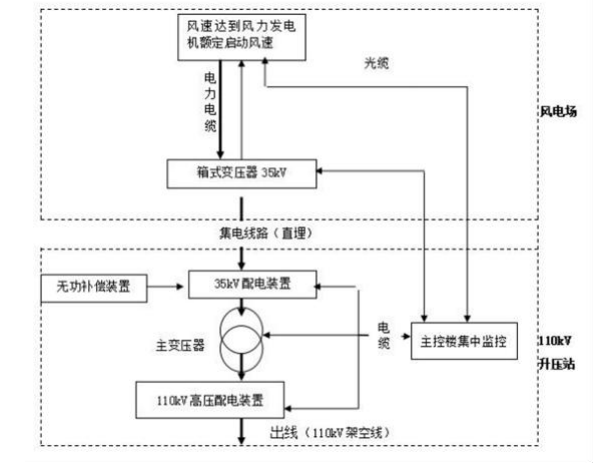 风速达到风力发电
机额定启动风速
光缆
电力电缆
风电场
箱式变压器 35kV
集电线路（直埋）
无功补偿装置
35kV 配电装置
主变压器
电缆
主控楼集中监控
110kV
升压站
110kV 高压配电装置
出线（110kV 架空线）